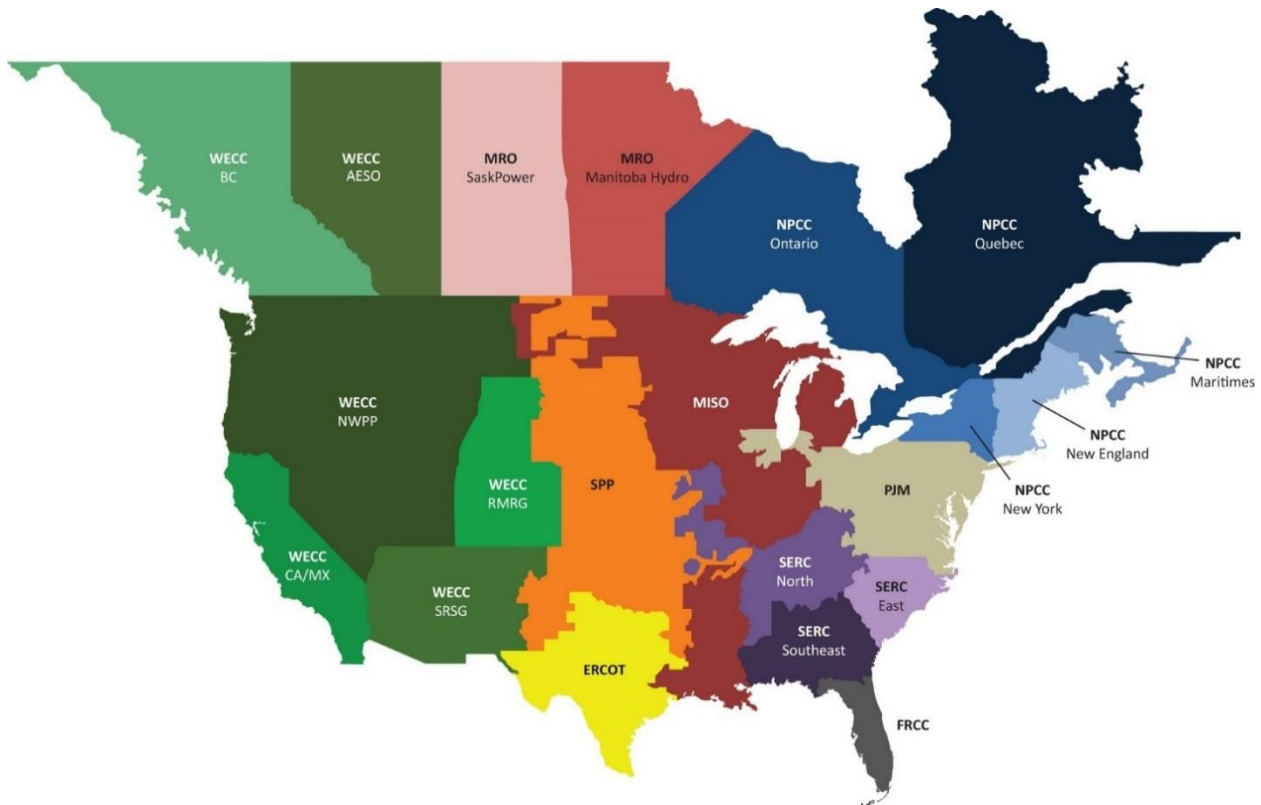 WECC
BC
WECC
AESO
MRO
SaskPower
MRO
Manitoba Hydro
NPCC
Ontario
NPCC
Quebec
NPCC
Maritimes
WECC
NWPP
MISO
NPCC
New England
WECC
RMRG
SPP
PJM
NPCC
New York
WECC
CA/MX
WECC
SRSG
SERC
North
SERC
East
SERC
Southeast
ERCOT
FRCC